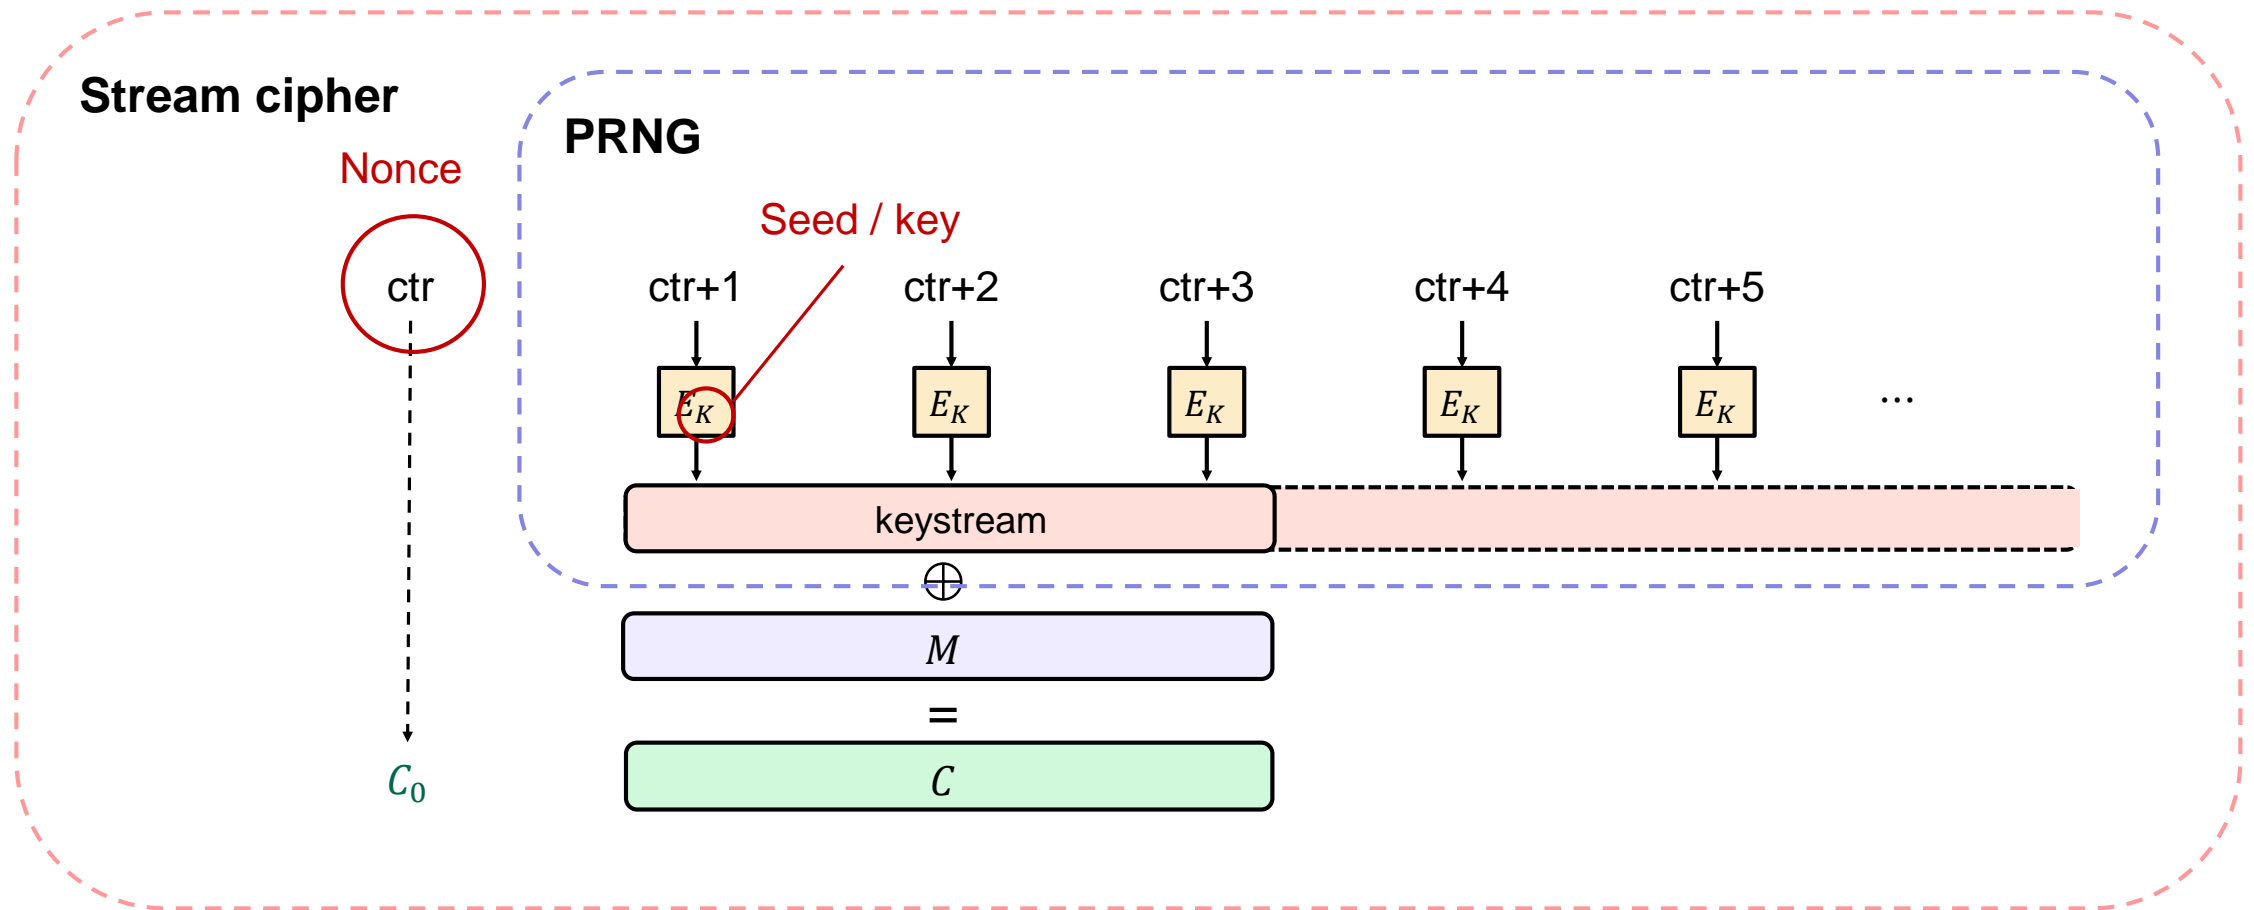 Stream cipher
PRNG
Nonce
Seed / key
ctr ctr+1 ctr+2 ctr+3 ctr+4 ctr+5
E_K E_K E_K E_K E_K ...
keystream
⊕
M
=
C_0 C